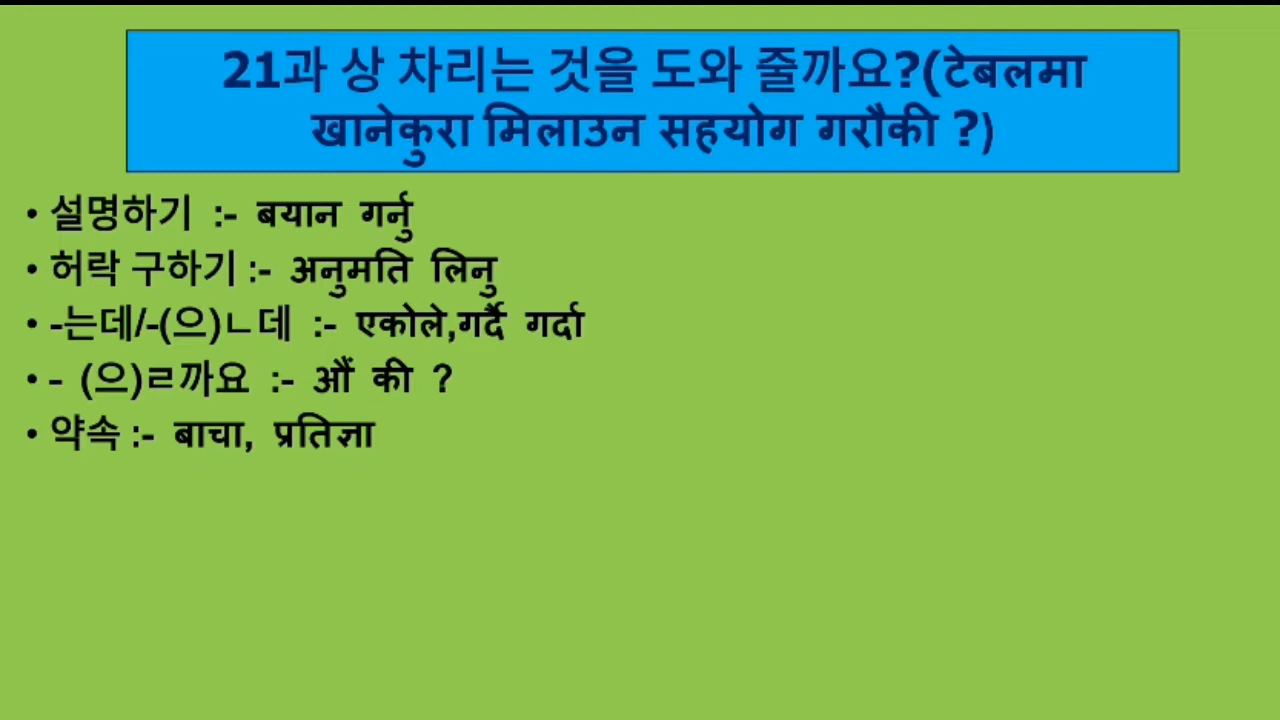 21과 상 차리는 것을 도와 줄까요?(टेबलमा
खानेकुरा मिलाउन सहयोग गरौकी ?)
• 설명하기 :- बयान गर्नु
• 허락 구하기 :- अनुमति लिनु
• -는데/-(으)ㄴ데 :- एकोले,गर्दै गर्दा
• – (으)ㄹ까요 :- औं की ?
• 약속 :- बाचा, प्रतिज्ञा